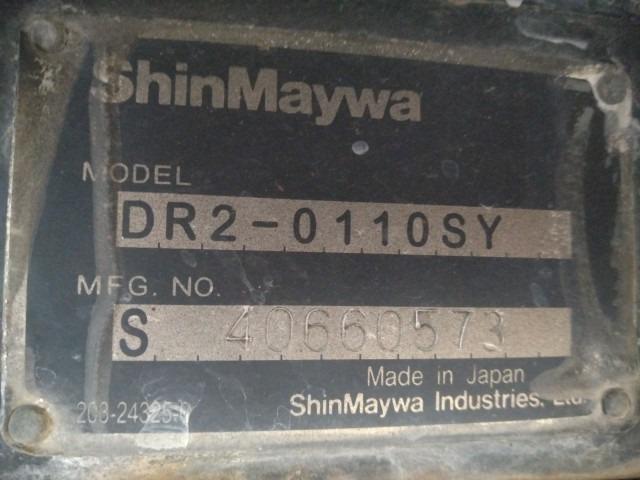 ShinMaywa
MODEL
DR2-0110SY
MFG. NO.
S 40660573
Made in Japan
ShinMaywa Industries, Ltd.